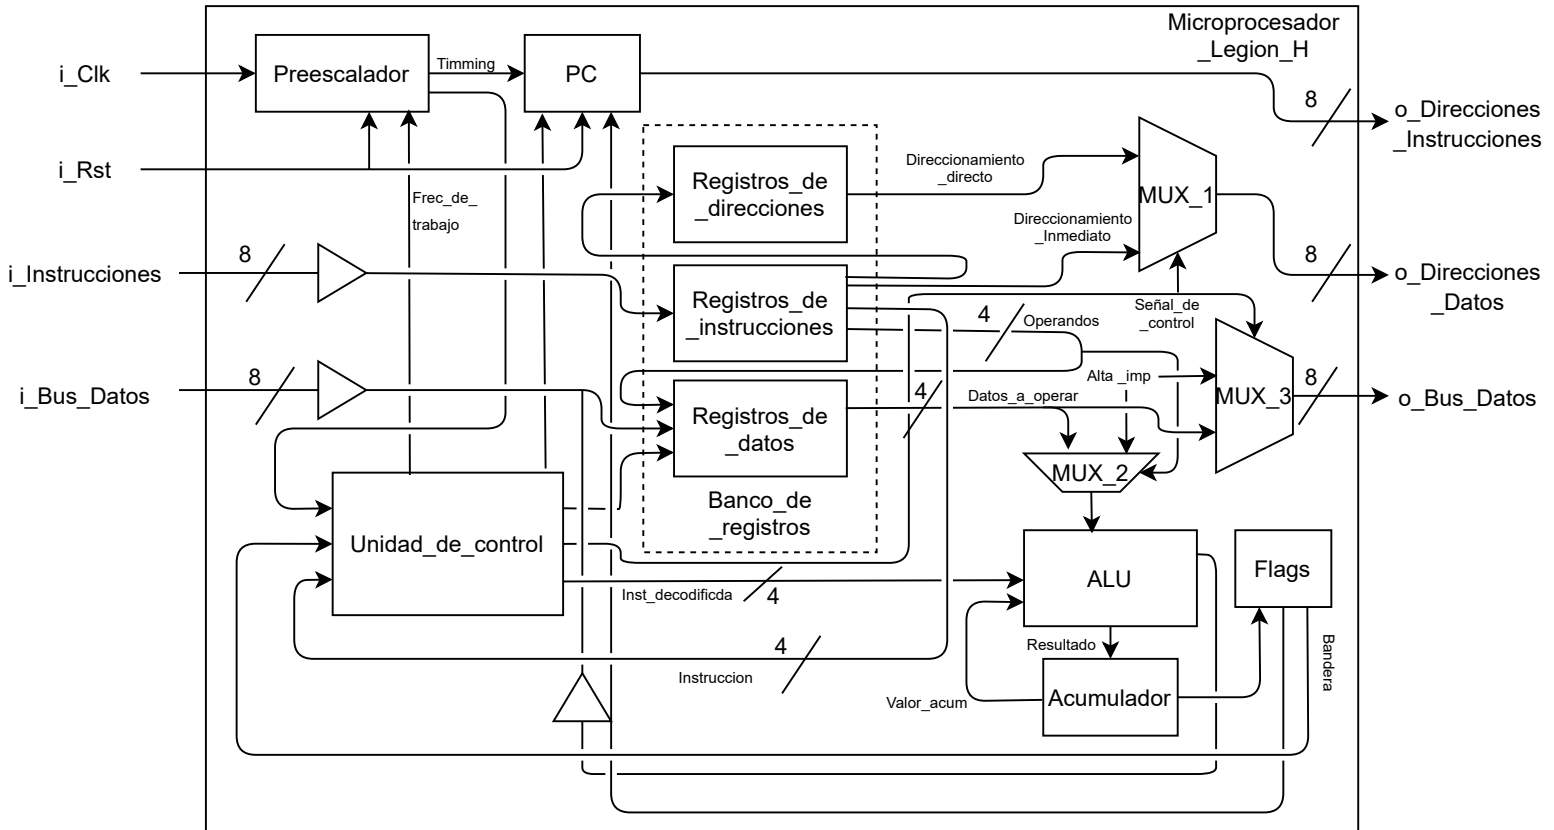 Microprocesador
_Legion_H
i_Clk
Preescalador
Timming
PC
8
o_Direcciones
_Instrucciones
i_Rst
Frec_de_
trabajo
Registros_de
_direcciones
Direccionamiento
_directo
MUX_1
Direccionamiento
_Inmediato
8
i_Instrucciones
Registros_de
_instrucciones
8
o_Direcciones
_Datos
Señal_de
_control
4
Operandos
8
i_Bus_Datos
Registros_de
_datos
4
Alta _imp
Datos_a_operar
MUX_3
8
o_Bus_Datos
MUX_2
Banco_de
_registros
Unidad_de_control
ALU
Flags
Inst_decodificda
4
Resultado
Bandera
4
Instruccion
Valor_acum
Acumulador